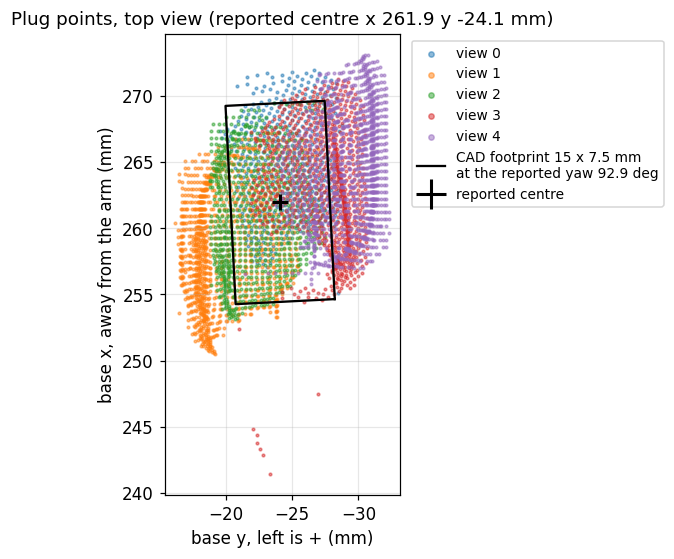 Plug points, top view (reported centre x 261.9 y -24.1 mm)
view 0
view 1
view 2
view 3
view 4
CAD footprint 15 x 7.5 mm
at the reported yaw 92.9 deg
reported centre
base x, away from the arm (mm)
270
265
260
255
250
245
240
−20
−25
−30
base y, left is + (mm)